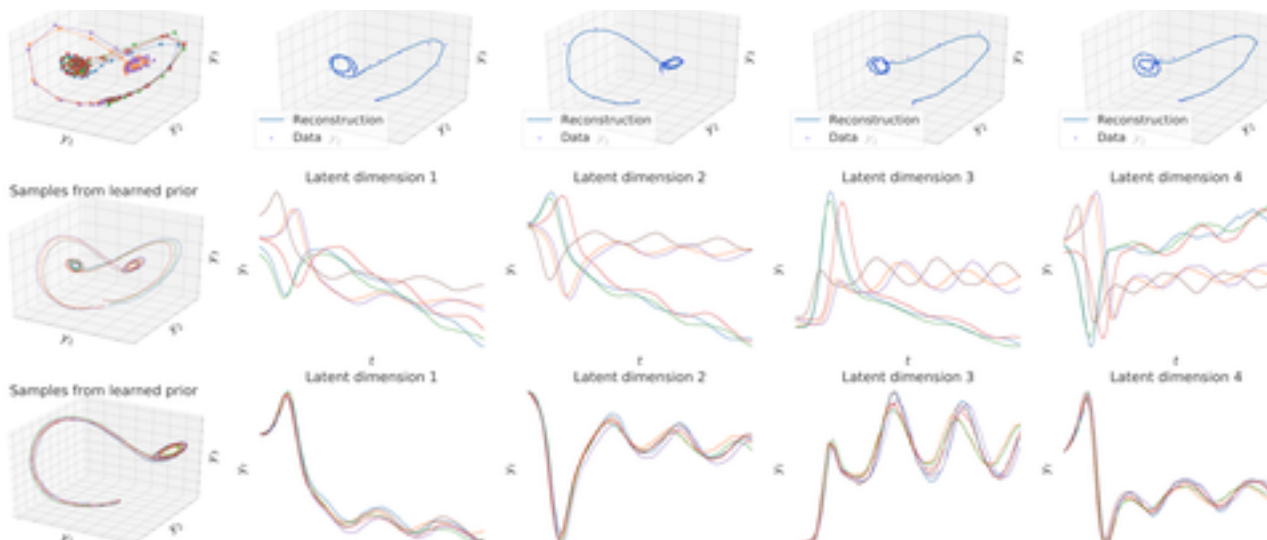 Reconstruction
Data
Reconstruction
Data
Reconstruction
Data
Reconstruction
Data
Samples from learned prior
Latent dimension 1
Latent dimension 2
Latent dimension 3
Latent dimension 4
t
t
t
Samples from learned prior
Latent dimension 1
Latent dimension 2
Latent dimension 3
Latent dimension 4